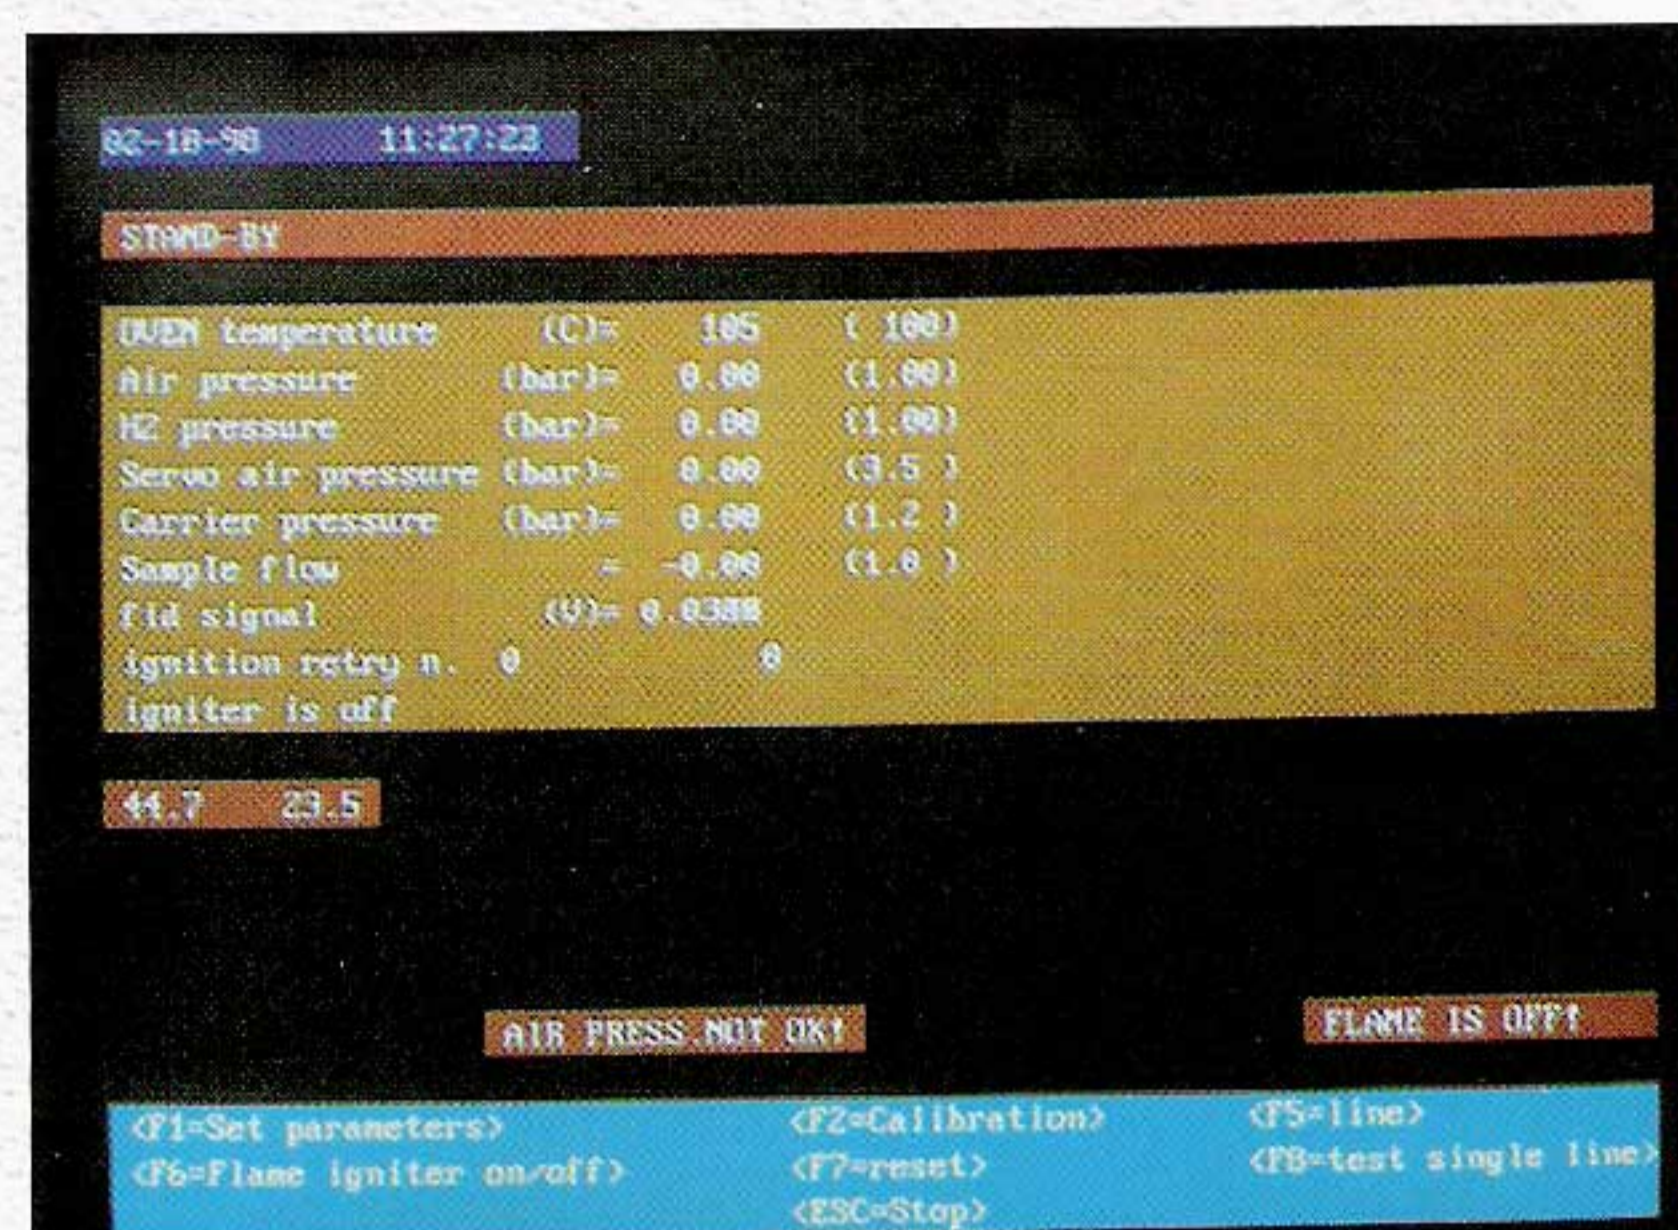 02-10-98 11:27:23
STAND-BY
OVEN temperature (C)= 105 ( 100)
Air pressure (bar)= 0.00 (1.00)
H2 pressure (bar)= 0.00 (1.00)
Servo air pressure (bar)= 0.00 (3.5 )
Carrier pressure (bar)= 0.00 (1.2 )
Sample flow = -0.00 (1.0 )
fid signal (V)=
ignition retry n. 0 0
igniter is off
44.7 23.5
AIR PRESS.NOT OK! FLAME IS OFF!
<F1=Set parameters> <F2=Calibration> <F5=line>
<F6=Flame igniter on/off> <F7=reset> <F8=test single line>
<ESC=Stop>